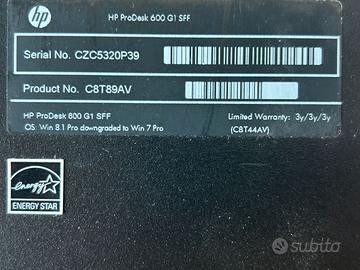 hp
HP ProDesk 600 G1 SFF
Serial No. CZC5320P39
Product No. C8T89AV
HP ProDesk 600 G1 SFF
Limited Warranty: 3y/3y/3y
OS: Win 8.1 Pro downgraded to Win 7 Pro
(C8T44AV)
energy
ENERGY STAR
subito